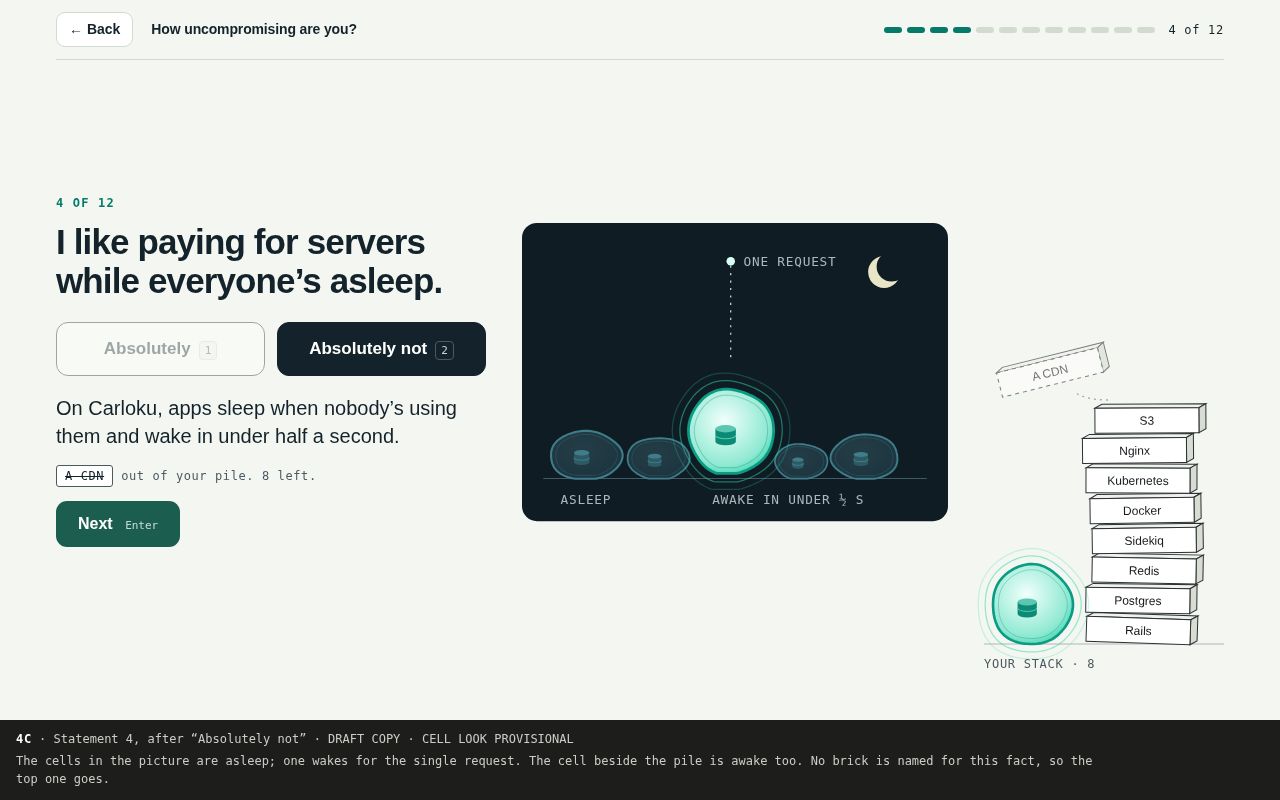 ← Back
How uncompromising are you?
4 of 12
4 OF 12
I like paying for servers
while everyone’s asleep.
Absolutely 1
Absolutely not 2
On Carloku, apps sleep when nobody’s using
them and wake in under half a second.
A CDN out of your pile. 8 left.
Next Enter
ONE REQUEST
ASLEEP
AWAKE IN UNDER ½ S
A CDN
S3
Nginx
Kubernetes
Docker
Sidekiq
Redis
Postgres
Rails
YOUR STACK · 8
4C · Statement 4, after “Absolutely not” · DRAFT COPY · CELL LOOK PROVISIONAL
The cells in the picture are asleep; one wakes for the single request. The cell beside the pile is awake too. No brick is named for this fact, so the
top one goes.